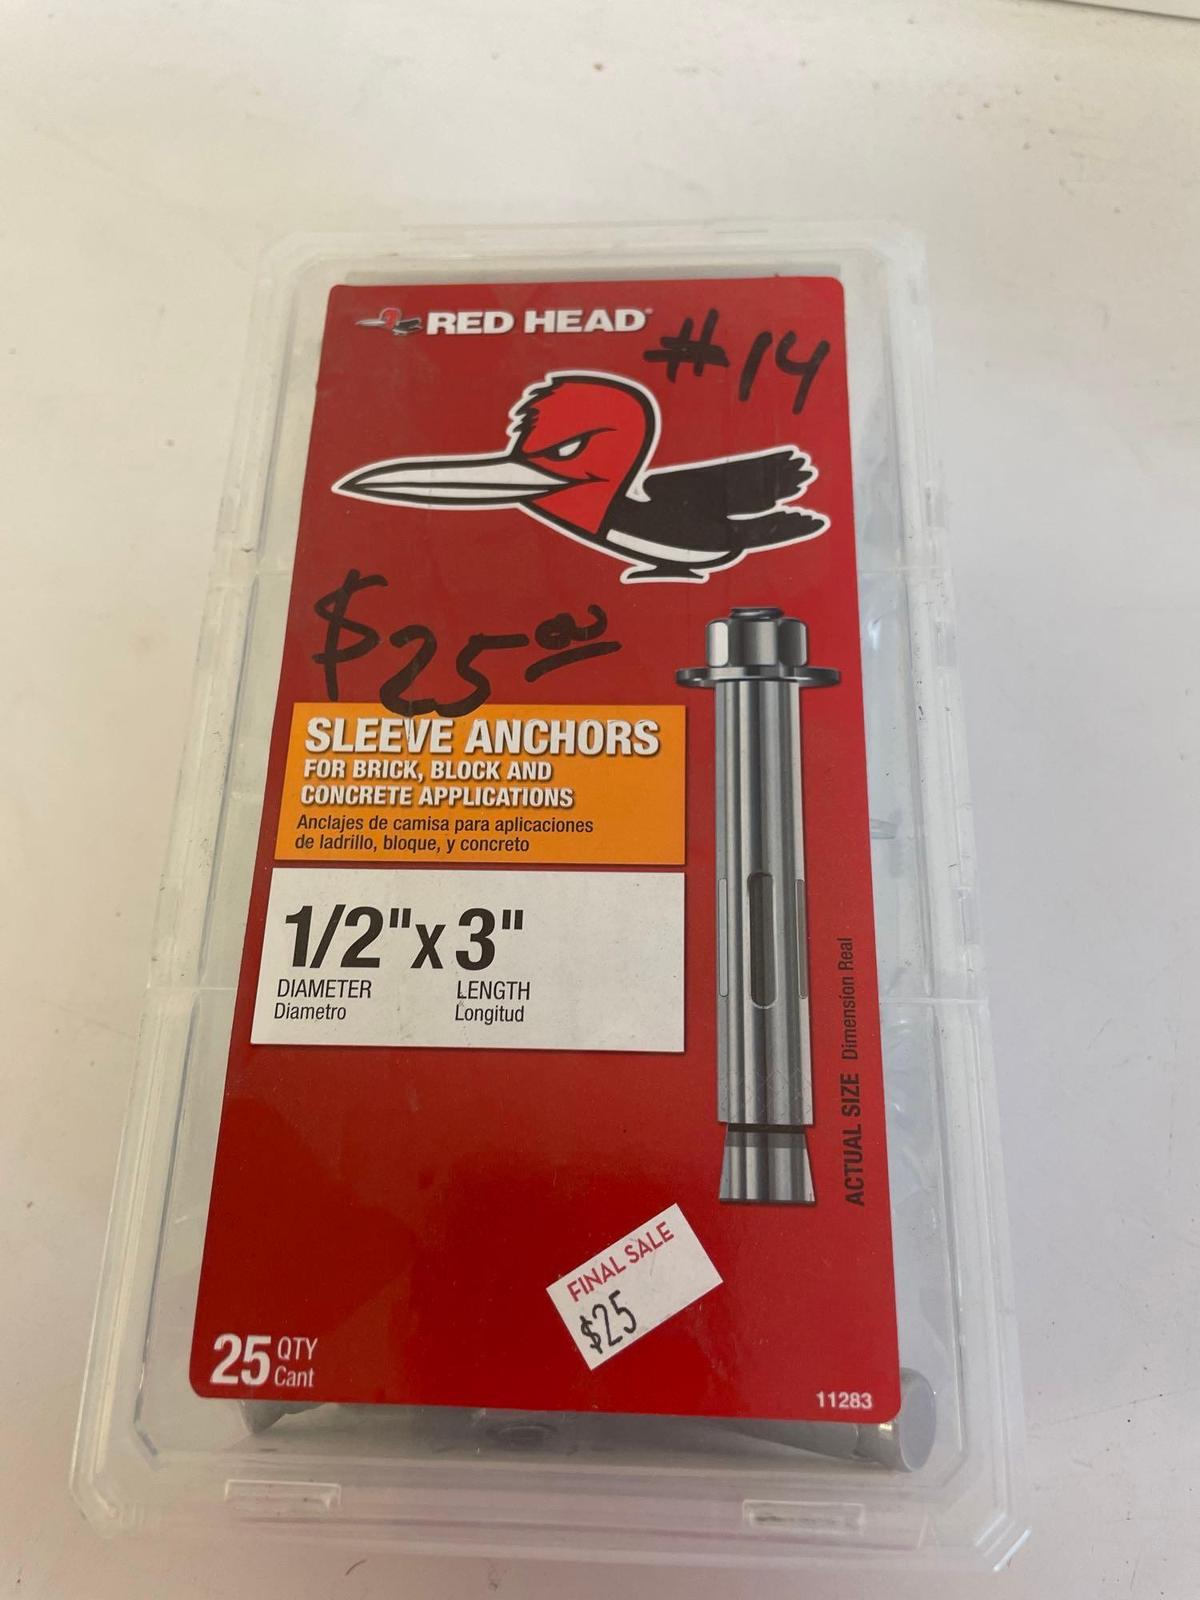 RED HEAD®
#14
$25.00
SLEEVE ANCHORS
FOR BRICK, BLOCK AND
CONCRETE APPLICATIONS
Anclajes de camisa para aplicaciones
de ladrillo, bloque, y concreto
1/2" x 3"
DIAMETER LENGTH
Diametro Longitud
ACTUAL SIZE Dimensión Real
FINAL SALE
$25
25 QTY
Cant
11283